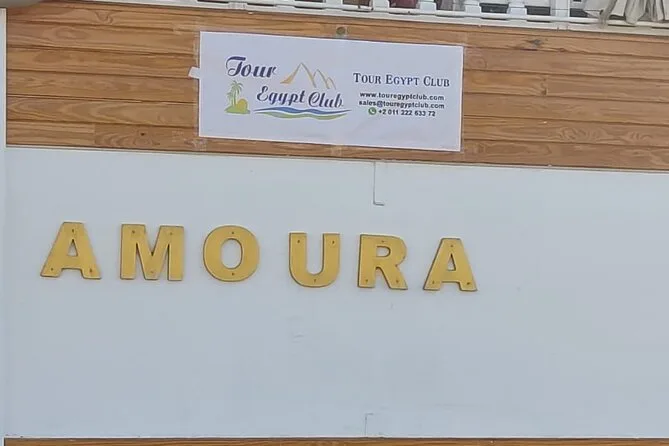 Tour
Egypt Club
TOUR EGYPT CLUB
www.touregyptclub.com
sales@touregyptclub.com
+2 011 222 633 72
AMOURA